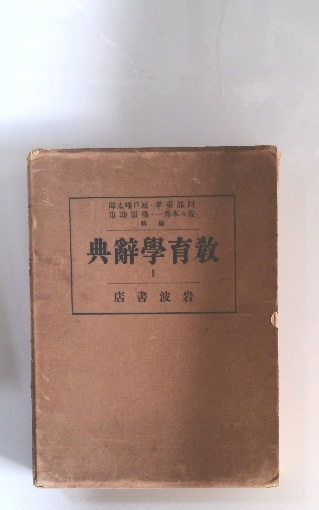 阿部重孝・城戸幡太郎
佐々木秀一・篠原助市
編輯
教育學辭典
I
岩波書店